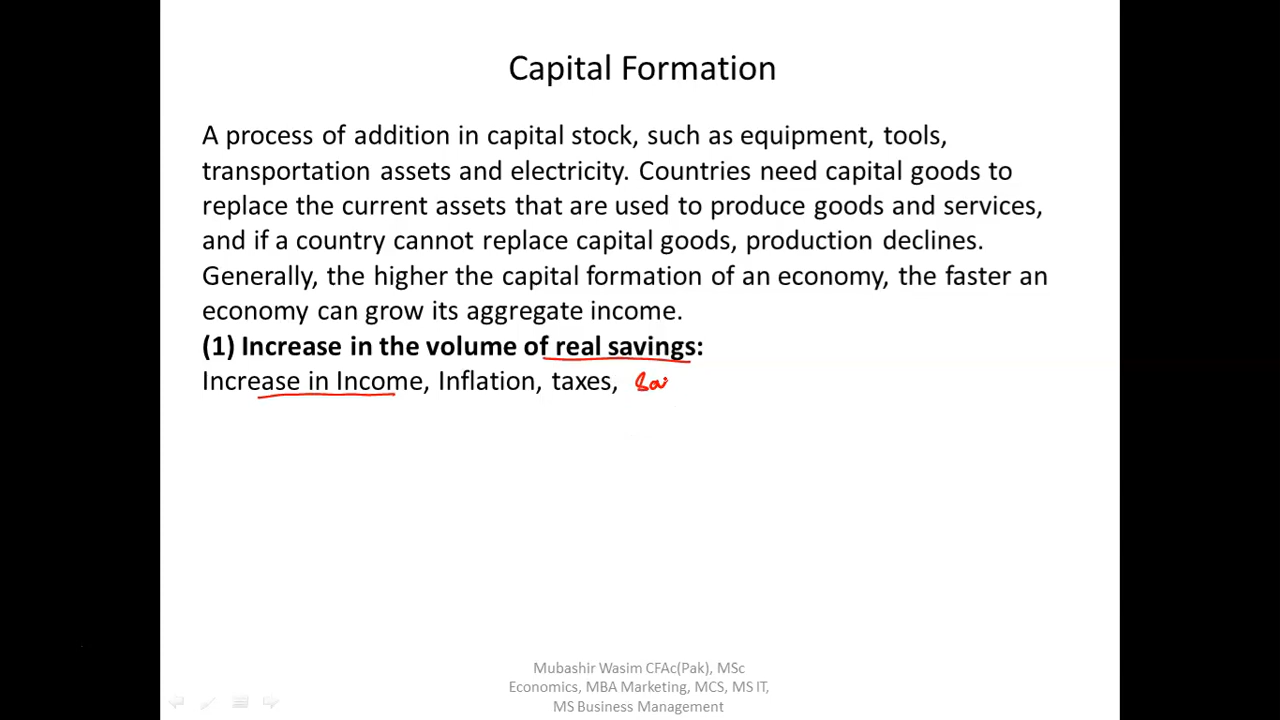 Capital Formation
A process of addition in capital stock, such as equipment, tools,
transportation assets and electricity. Countries need capital goods to
replace the current assets that are used to produce goods and services,
and if a country cannot replace capital goods, production declines.
Generally, the higher the capital formation of an economy, the faster an
economy can grow its aggregate income.
(1) Increase in the volume of real savings:
Increase in Income, Inflation, taxes,
Mubashir Wasim CFAc(Pak), MSc
Economics, MBA Marketing, MCS, MS IT,
MS Business Management